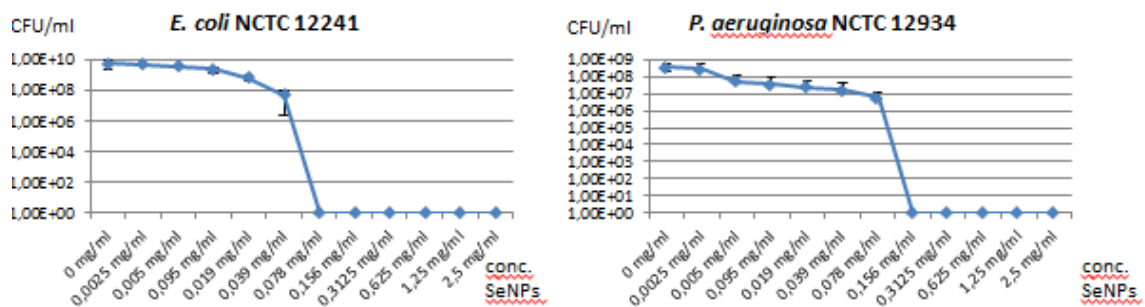 CFU/ml
E. coli NCTC 12241
1,00E+10
1,00E+08
1,00E+06
1,00E+04
1,00E+02
1,00E+00
0 mg/ml
0,0025 mg/ml
0,005 mg/ml
0,095 mg/ml
0,019 mg/ml
0,039 mg/ml
0,078 mg/ml
0,156 mg/ml
0,3125 mg/ml
0,625 mg/ml
1,25 mg/ml
2,5 mg/ml
conc.
SeNPs
CFU/ml
P. aeruginosa NCTC 12934
1,00E+09
1,00E+08
1,00E+07
1,00E+06
1,00E+05
1,00E+04
1,00E+03
1,00E+02
1,00E+01
1,00E+00
0 mg/ml
0,0025 mg/ml
0,005 mg/ml
0,095 mg/ml
0,019 mg/ml
0,039 mg/ml
0,078 mg/ml
0,156 mg/ml
0,3125 mg/ml
0,625 mg/ml
1,25 mg/ml
2,5 mg/ml
conc.
SeNPs